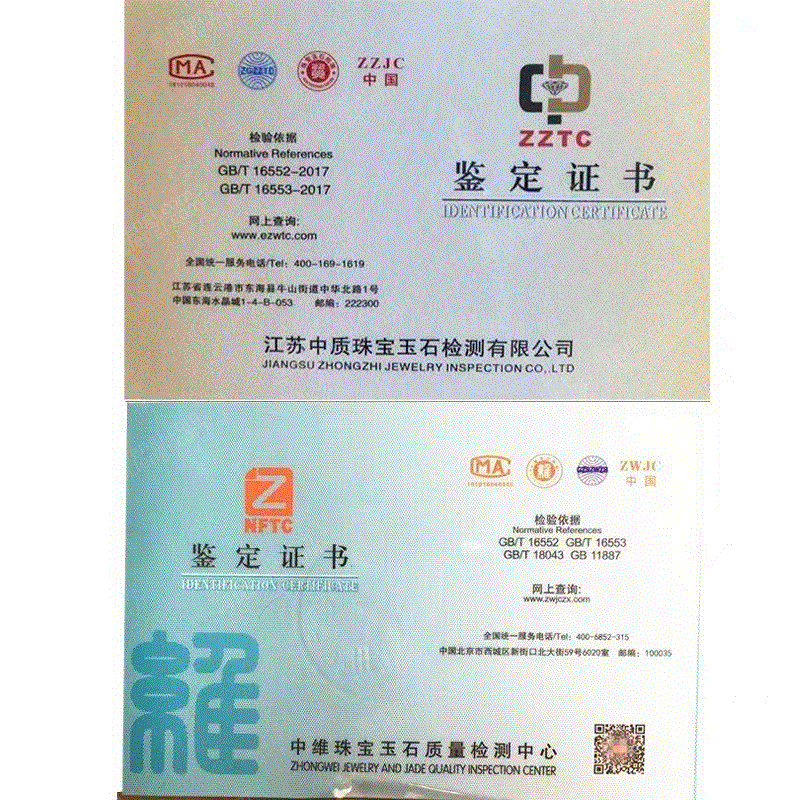 MA
181018040048
ZZJC
中国
检验依据
Normative References
GB/T 16552-2017
GB/T 16553-2017
网上查询:
www.ezwtc.com
全国统一服务电话/Tel: 400-169-1619
江苏省连云港市东海县牛山街道中华北路1号
中国东海水晶城1-4-B-053 邮编: 222300
ZZTC
鉴定证书
IDENTIFICATION CERTIFICATE
江苏中质珠宝玉石检测有限公司
JIANGSU ZHONGZHI JEWELRY INSPECTION CO,.LTD
Z
NFTC
鉴定证书
IDENTIFICATION CERTIFICATE
MA
ZWJC
中国
检验依据
Normative References
GB/T 16552 GB/T 16553
GB/T 18043 GB 11887
网上查询:
www.zwjczx.com
全国统一服务电话/Tel: 400-6852-315
中国北京市西城区新街口北大街59号6020室 邮编: 100035
中维珠宝玉石质量检测中心
ZHONGWEI JEWELRY AND JADE QUALITY INSPECTION CENTER